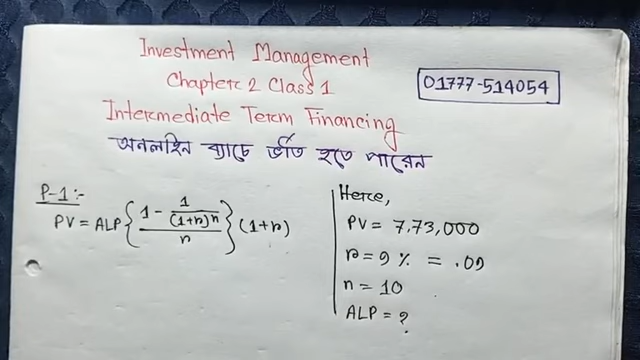 Investment Management
Chapter 2 Class 1
01777-514054
Intermediate Term Financing
অনলাইন ব্যাচে ভর্তি হতে পারেন
P-1:-
PV = ALP { (1 - 1/(1+r)^n) / r } (1+r)
Here,
PV = 7,73,000
r = 9 % = .09
n = 10
ALP = ?